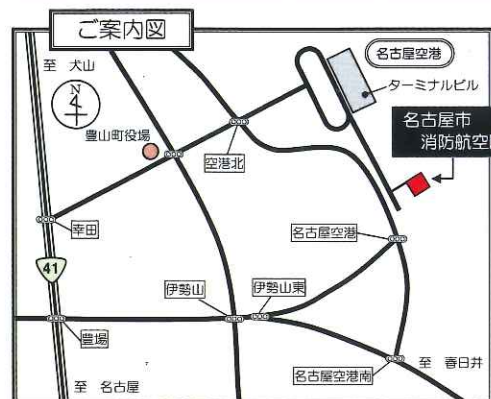 ご案内図
至 犬山
N
名古屋空港
ターミナルビル
豊山町役場
名古屋市
消防航空
空港北
幸田
名古屋空港
41
伊勢山
伊勢山東
豊場
名古屋空港南
至 春日井
至 名古屋